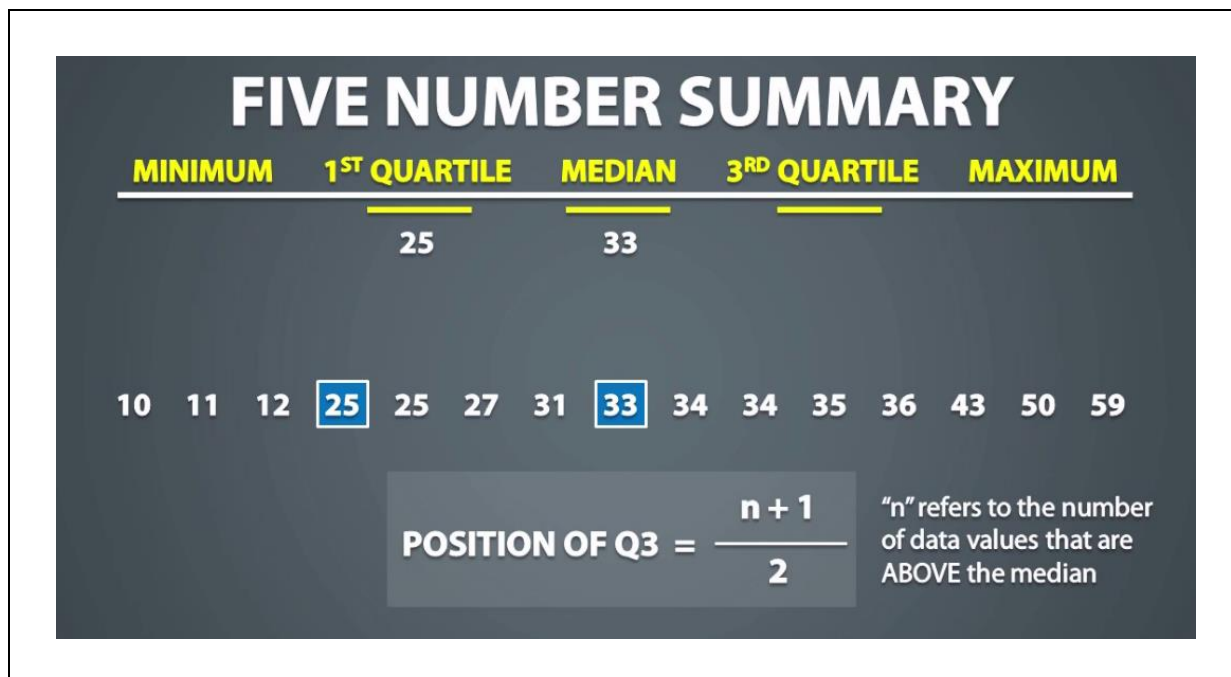 FIVE NUMBER SUMMARY
MINIMUM 1ST QUARTILE MEDIAN 3RD QUARTILE MAXIMUM
25 33
10 11 12 25 25 27 31 33 34 34 35 36 43 50 59
POSITION OF Q3 = n + 1 / 2
"n" refers to the number
of data values that are
ABOVE the median